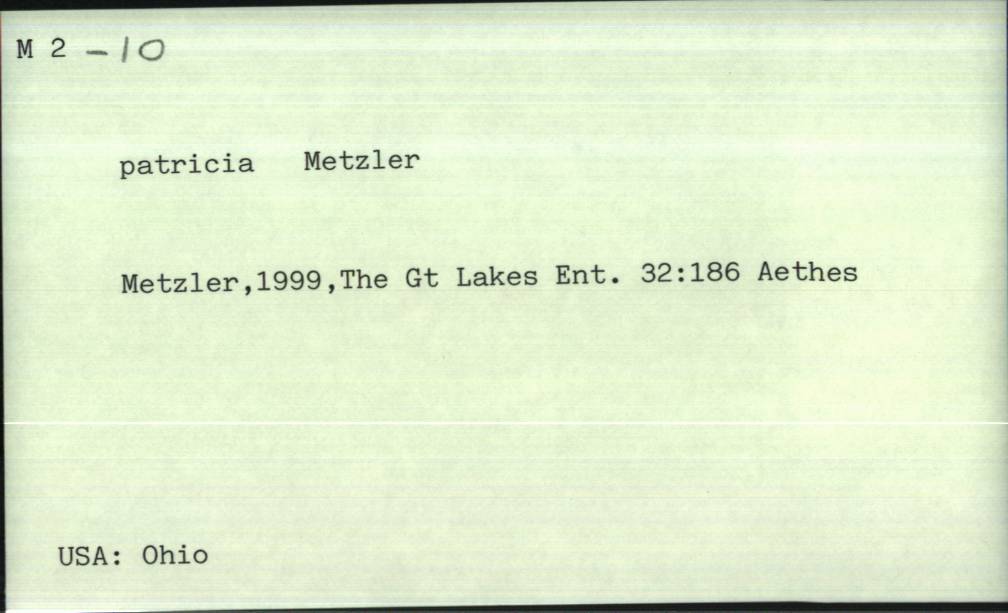 M 2 -10
patricia Metzler
Metzler,1999,The Gt Lakes Ent. 32:186 Aethes
USA: Ohio